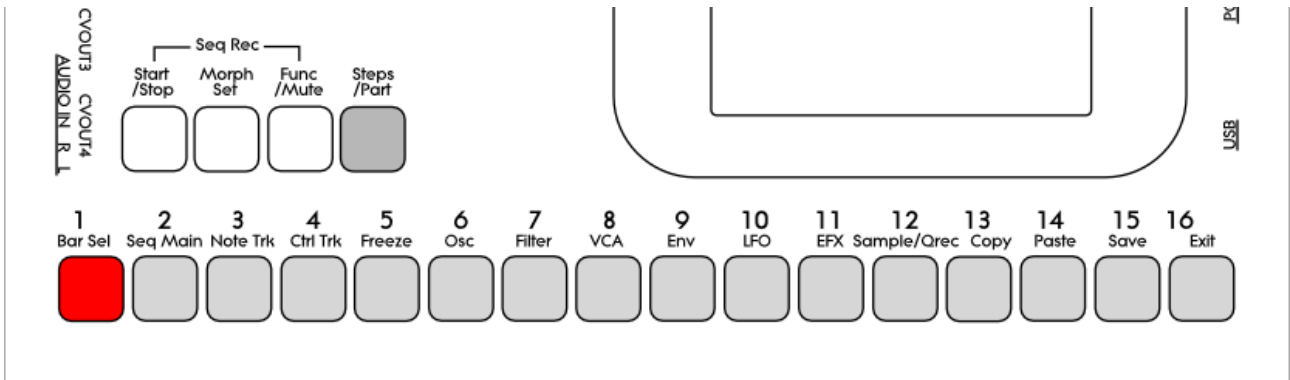 CVOUT3
AUDIO IN R L
CVOUT4
Seq Rec
Start
/Stop
Morph
Set
Func
/Mute
Steps
/Part
USB
1 2 3 4 5 6 7 8 9 10 11 12 13 14 15 16
Bar Sel Seq Main Note Trk Ctrl Trk Freeze Osc Filter VCA Env LFO EFX Sample/Qrec Copy Paste Save Exit